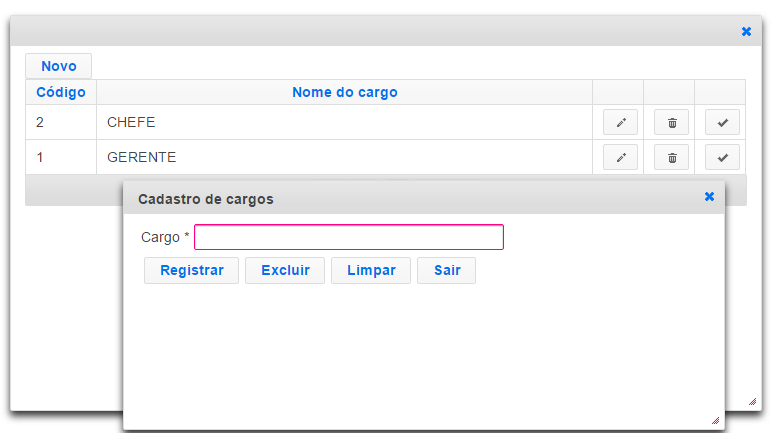 Novo
Código Nome do cargo
2 CHEFE
1 GERENTE
Cadastro de cargos
Cargo *
Registrar Excluir Limpar Sair